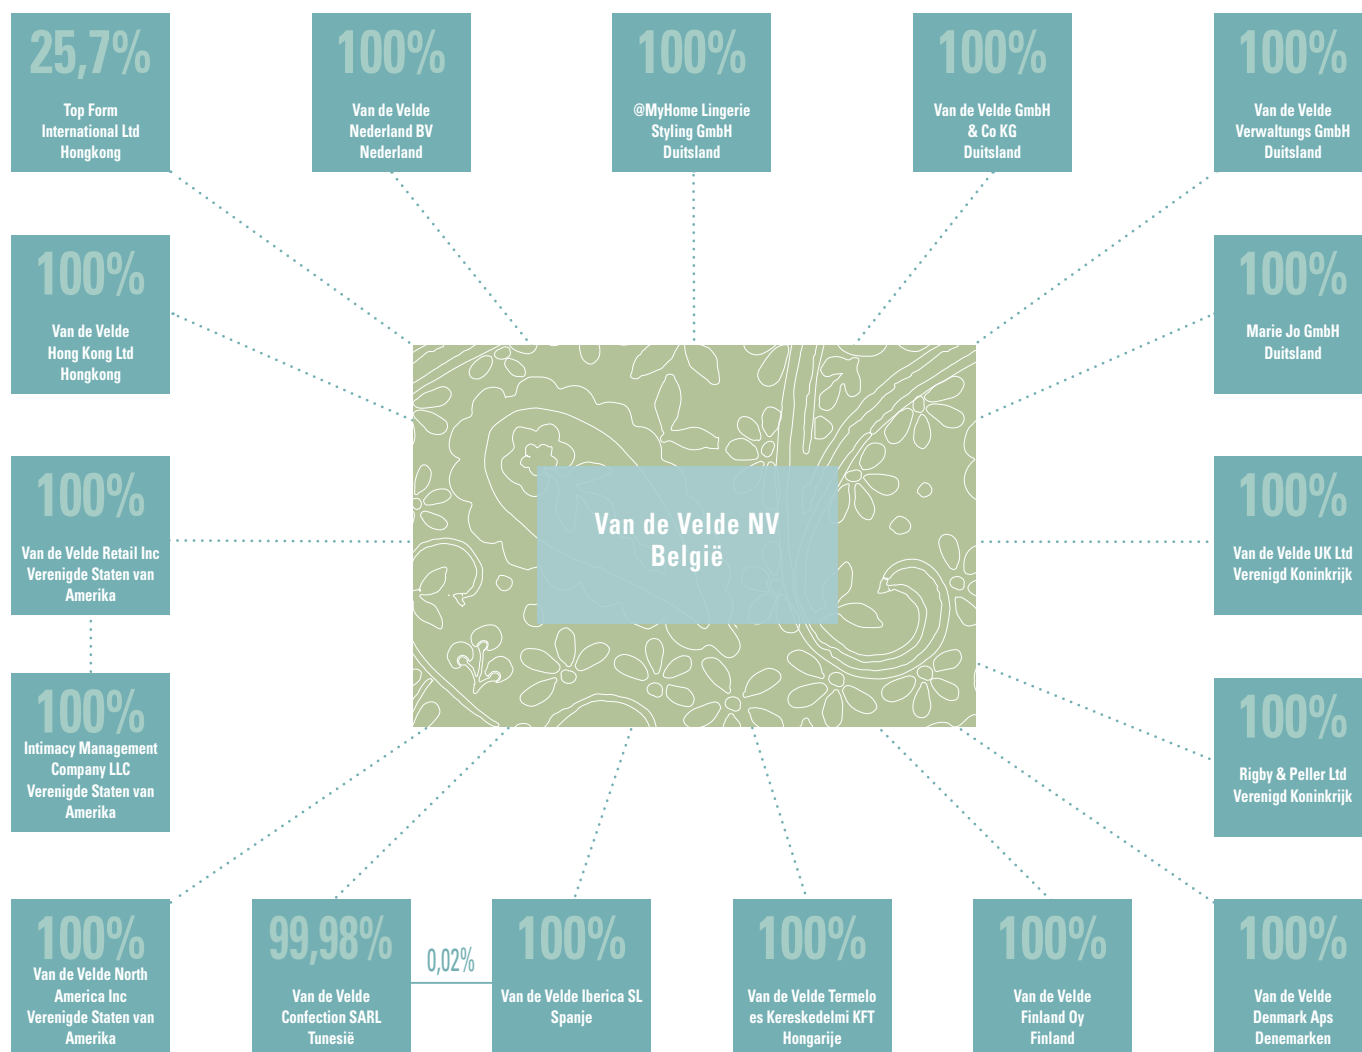 25,7%
Top Form
International Ltd
Hongkong
100%
Van de Velde
Nederland BV
Nederland
100%
@MyHome Lingerie
Styling GmbH
Duitsland
100%
Van de Velde GmbH
& Co KG
Duitsland
100%
Van de Velde
Verwaltungs GmbH
Duitsland
100%
Van de Velde
Hong Kong Ltd
Hongkong
100%
Marie Jo GmbH
Duitsland
100%
Van de Velde Retail Inc
Verenigde Staten van
Amerika
Van de Velde NV
België
100%
Van de Velde UK Ltd
Verenigd Koninkrijk
100%
Intimacy Management
Company LLC
Verenigde Staten van
Amerika
100%
Rigby & Peller Ltd
Verenigd Koninkrijk
100%
Van de Velde North
America Inc
Verenigde Staten van
Amerika
99,98%
Van de Velde
Confection SARL
Tunesië
0,02%
100%
Van de Velde Iberica SL
Spanje
100%
Van de Velde Termelo
es Kereskedelmi KFT
Hongarije
100%
Van de Velde
Finland Oy
Finland
100%
Van de Velde
Denmark Aps
Denemarken